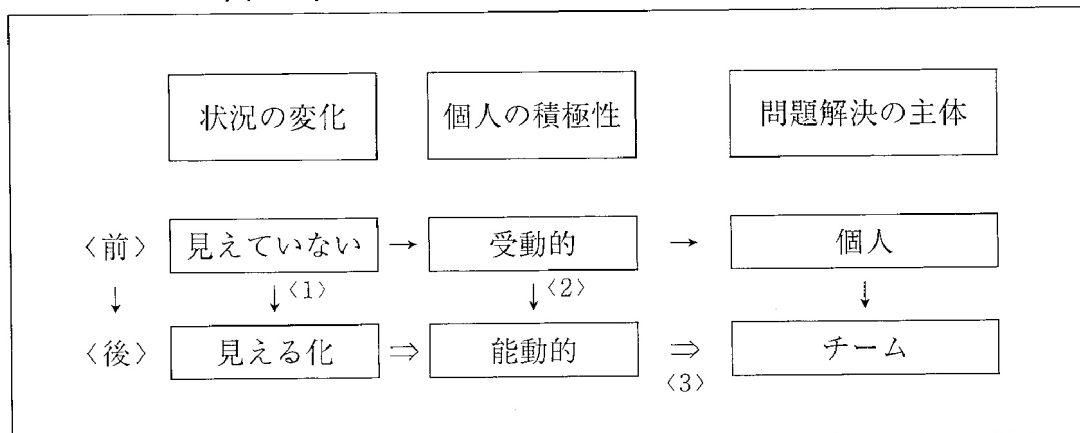 状況の変化 個人の積極性 問題解決の主体
〈前〉 見えていない → 受動的 → 個人
↓ ↓〈1〉 ↓〈2〉 ↓
〈後〉 見える化 ⇒ 能動的 ⇒ チーム
〈3〉